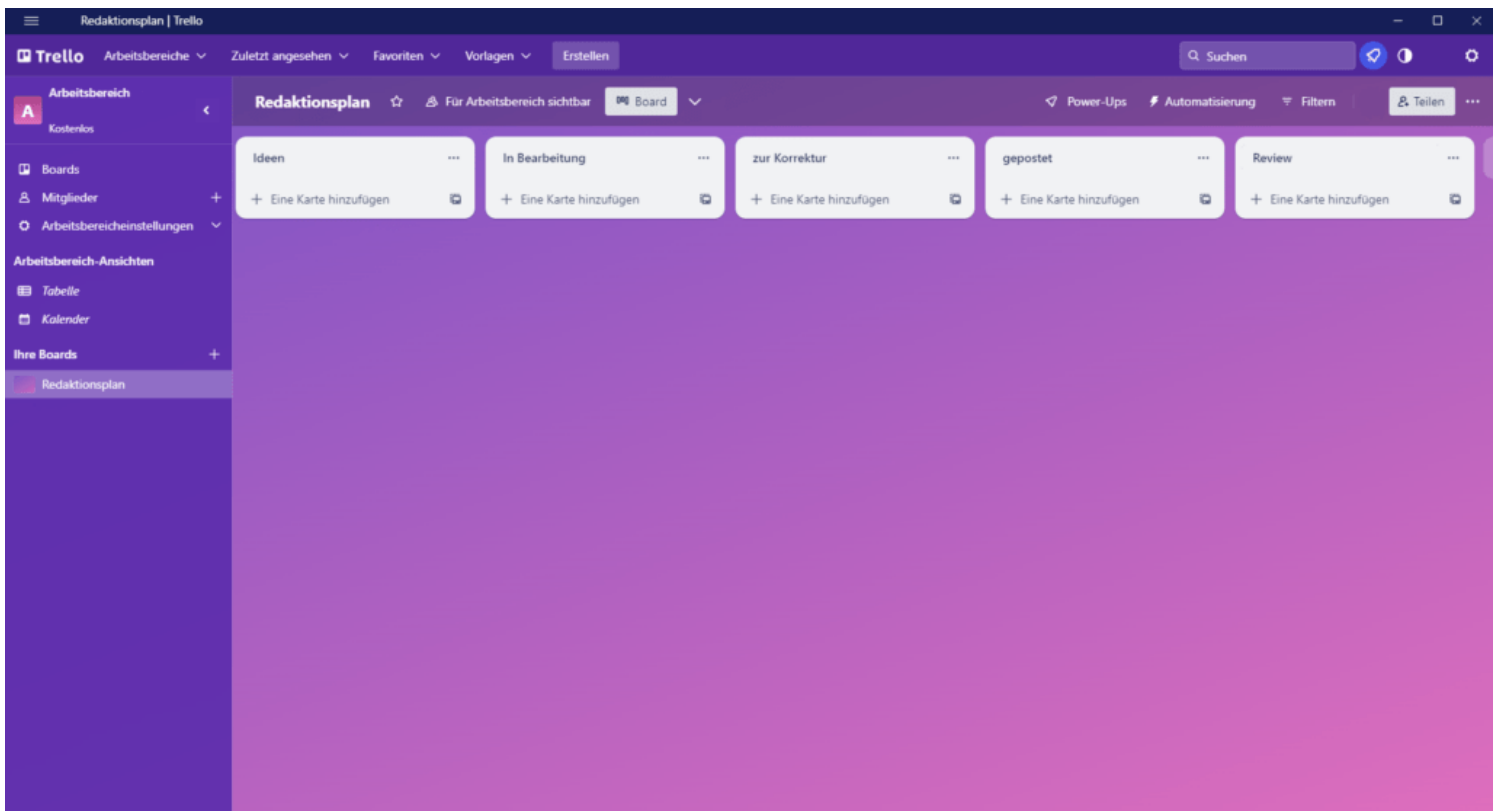 Redaktionsplan | Trello
Trello Arbeitsbereiche Zuletzt angesehen Favoriten Vorlagen Erstellen Suchen
A Arbeitsbereich
Kostenlos
Redaktionsplan Für Arbeitsbereich sichtbar Board Power-Ups Automatisierung Filtern Teilen
Boards
Mitglieder
Arbeitsbereicheinstellungen
Arbeitsbereich-Ansichten
Tabelle
Kalender
Ihre Boards
Redaktionsplan
Ideen
Eine Karte hinzufügen
In Bearbeitung
Eine Karte hinzufügen
zur Korrektur
Eine Karte hinzufügen
gepostet
Eine Karte hinzufügen
Review
Eine Karte hinzufügen